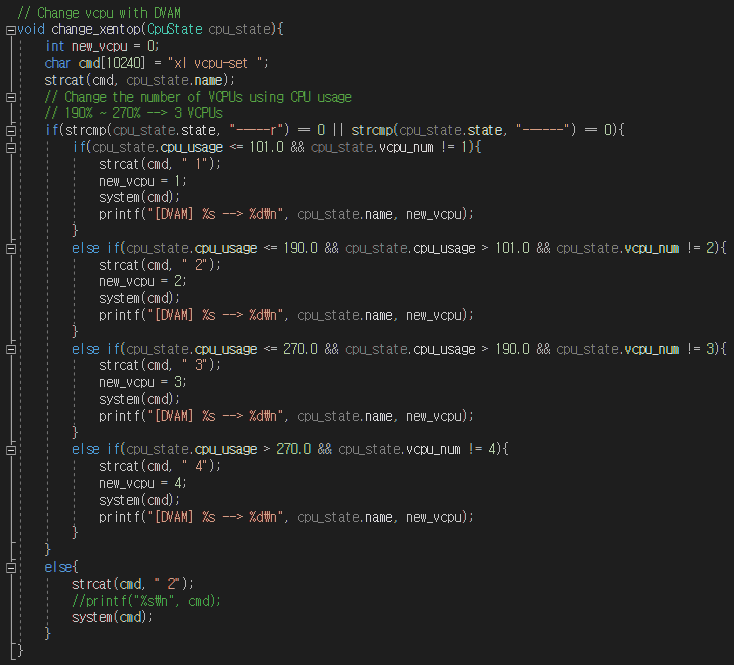 // Change vcpu with DVAM
void change_xentop(CpuState cpu_state){
int new_vcpu = 0;
char cmd[10240] = "xl vcpu-set ";
strcat(cmd, cpu_state.name);
// Change the number of VCPUs using CPU usage
// 190% ~ 270% --> 3 VCPUs
if(strcmp(cpu_state.state, "-----r") == 0 || strcmp(cpu_state.state, "------") == 0){
if(cpu_state.cpu_usage <= 101.0 && cpu_state.vcpu_num != 1){
strcat(cmd, " 1");
new_vcpu = 1;
system(cmd);
printf("[DVAM] %s --> %d₩n", cpu_state.name, new_vcpu);
}
else if(cpu_state.cpu_usage <= 190.0 && cpu_state.cpu_usage > 101.0 && cpu_state.vcpu_num != 2){
strcat(cmd, " 2");
new_vcpu = 2;
system(cmd);
printf("[DVAM] %s --> %d₩n", cpu_state.name, new_vcpu);
}
else if(cpu_state.cpu_usage <= 270.0 && cpu_state.cpu_usage > 190.0 && cpu_state.vcpu_num != 3){
strcat(cmd, " 3");
new_vcpu = 3;
system(cmd);
printf("[DVAM] %s --> %d₩n", cpu_state.name, new_vcpu);
}
else if(cpu_state.cpu_usage > 270.0 && cpu_state.vcpu_num != 4){
strcat(cmd, " 4");
new_vcpu = 4;
system(cmd);
printf("[DVAM] %s --> %d₩n", cpu_state.name, new_vcpu);
}
}
else{
strcat(cmd, " 2");
//printf("%s₩n", cmd);
system(cmd);
}
}